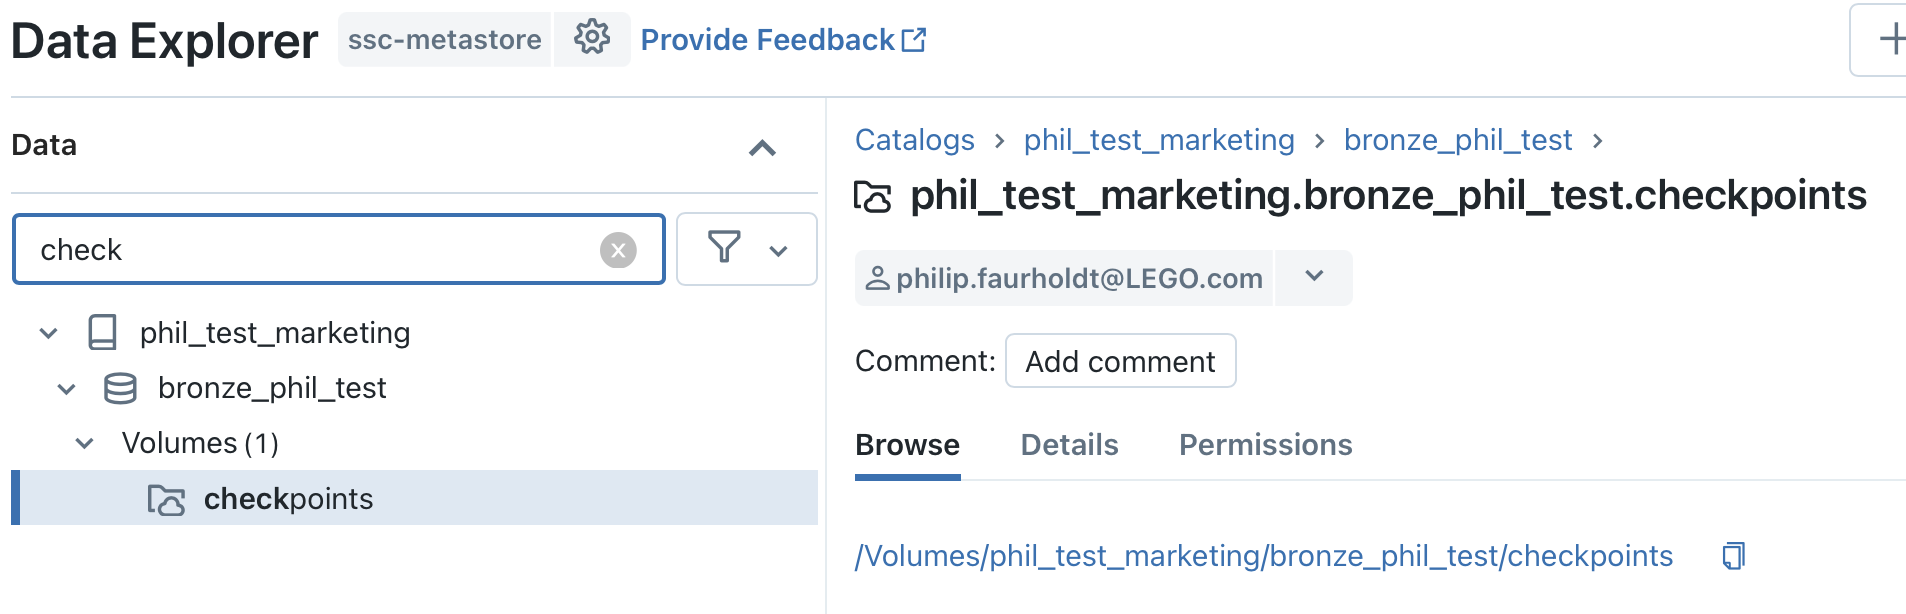 Data Explorer ssc-metastore Provide Feedback
Data
check
phil_test_marketing
bronze_phil_test
Volumes (1)
checkpoints
Catalogs > phil_test_marketing > bronze_phil_test >
phil_test_marketing.bronze_phil_test.checkpoints
philip.faurholdt@LEGO.com
Comment: Add comment
Browse Details Permissions
/Volumes/phil_test_marketing/bronze_phil_test/checkpoints